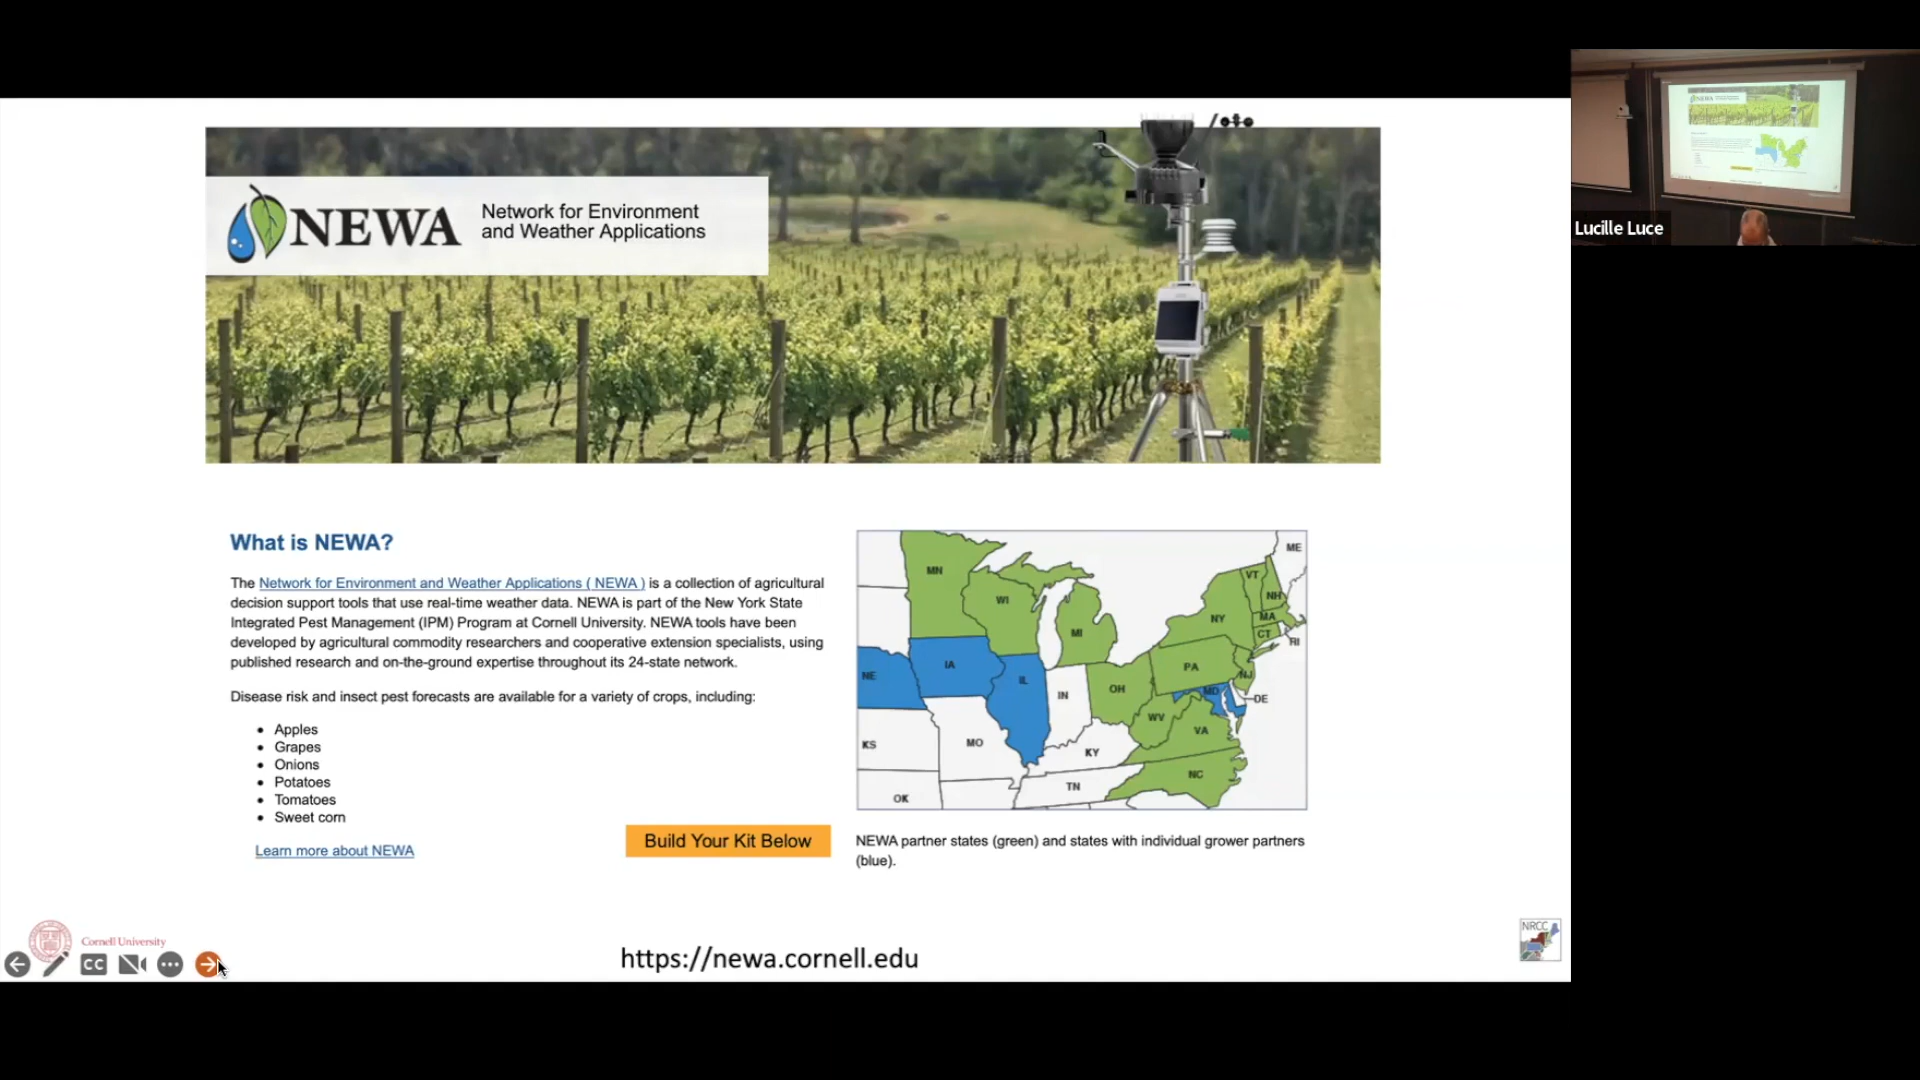 NEWA
Network for Environment
and Weather Applications
Lucille Luce
What is NEWA?
The Network for Environment and Weather Applications ( NEWA ) is a collection of agricultural
decision support tools that use real-time weather data. NEWA is part of the New York State
Integrated Pest Management (IPM) Program at Cornell University. NEWA tools have been
developed by agricultural commodity researchers and cooperative extension specialists, using
published research and on-the-ground expertise throughout its 24-state network.
Disease risk and insect pest forecasts are available for a variety of crops, including:
• Apples
• Grapes
• Onions
• Potatoes
• Tomatoes
• Sweet corn
Learn more about NEWA
Build Your Kit Below
ME
MN
VT
WI
NH
NY
MA
MI
CT
RI
IA
PA
NE
IL
NJ
IN
OH
MD
DE
WV
VA
KS
MO
KY
NC
TN
OK
NEWA partner states (green) and states with individual grower partners
(blue).
Cornell University
CC
https://newa.cornell.edu
NRCC